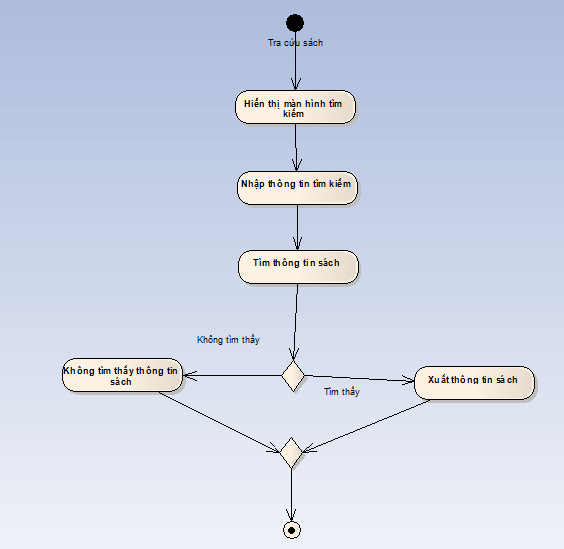 Tra cứu sách
Hiển thị màn hình tìm
kiếm
Nhập thông tin tìm kiếm
Tìm thông tin sách
Không tìm thấy
Không tìm thấy thông tin
sách
Tìm thấy
Xuất thông tin sách